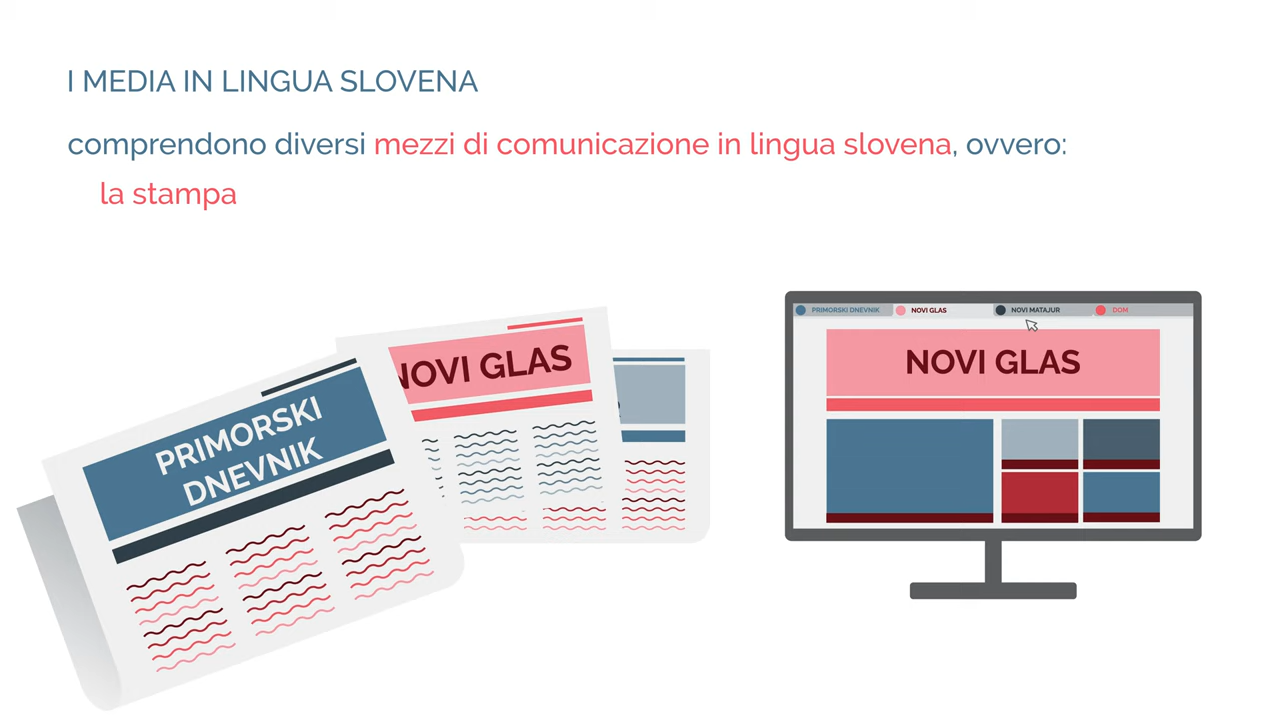 I MEDIA IN LINGUA SLOVENA
comprendono diversi mezzi di comunicazione in lingua slovena, ovvero:
la stampa
PRIMORSKI
DNEVNIK
NOVI GLAS
PRIMORSKI DNEVNIK
NOVI GLAS
NOVI MATAJUR
DOM
NOVI GLAS